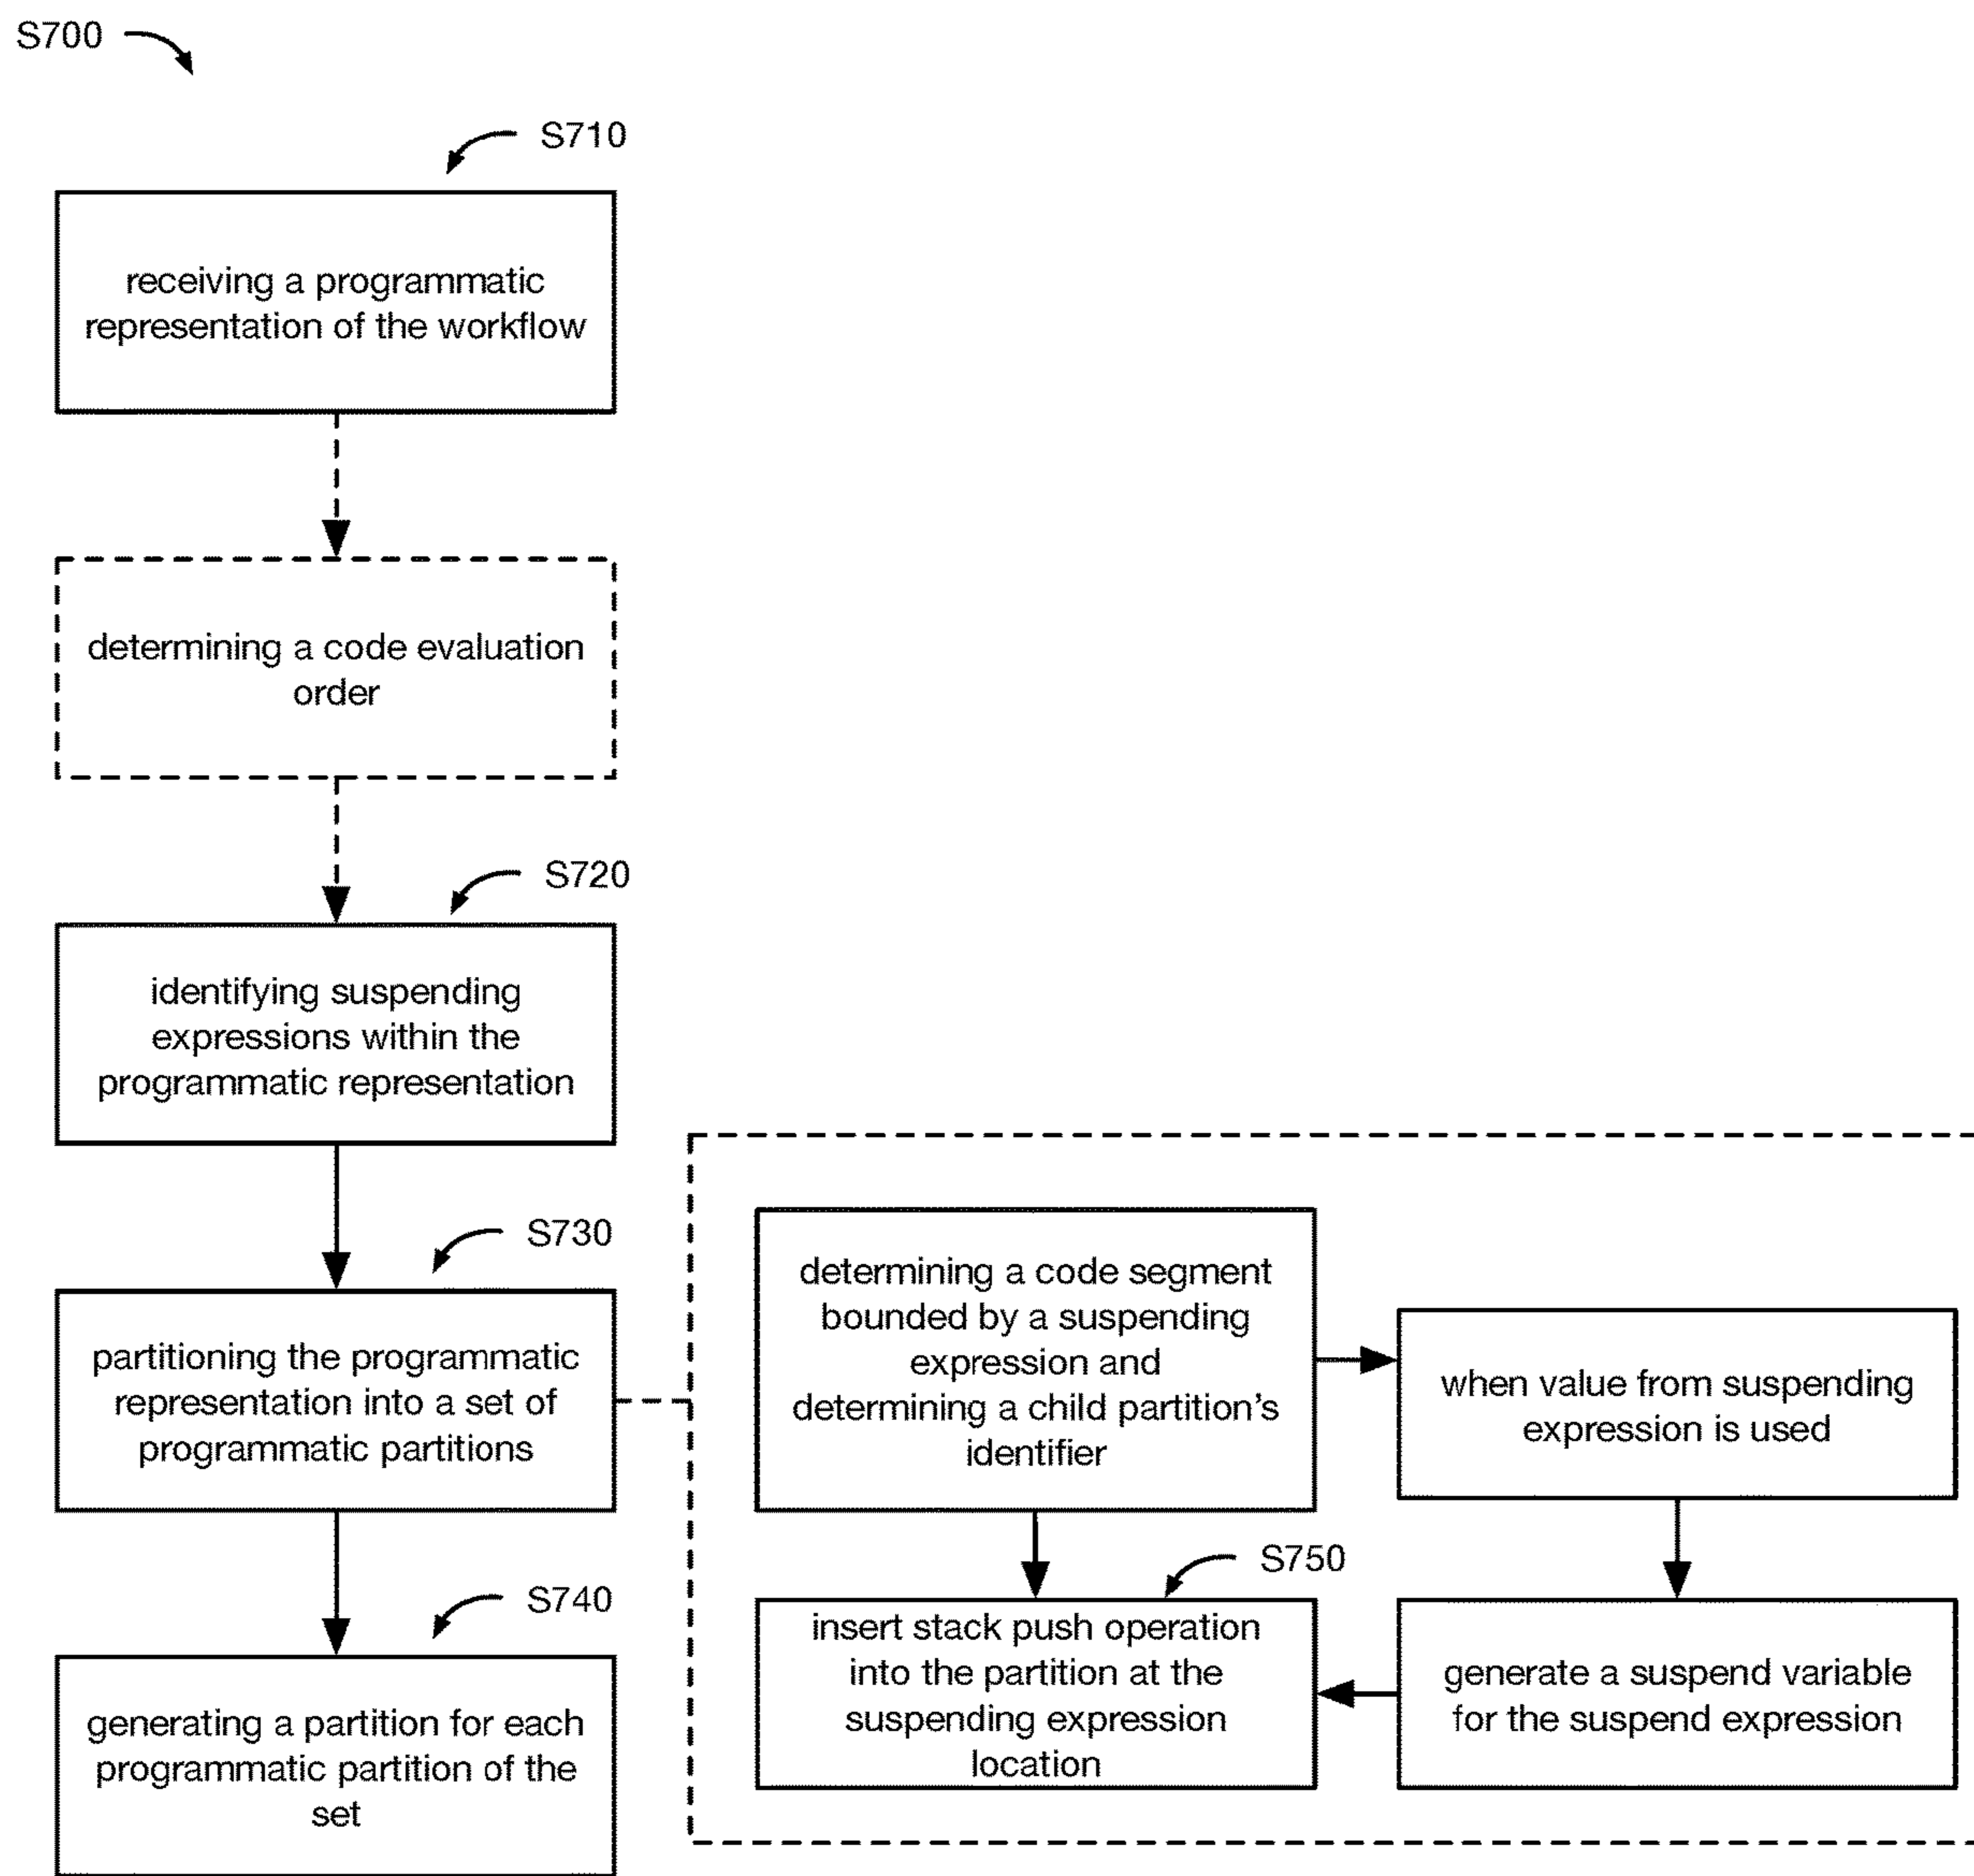 S700
S710
receiving a programmatic
representation of the workflow
determining a code evaluation
order
S720
identifying suspending
expressions within the
programmatic representation
S730
partitioning the programmatic
representation into a set of
programmatic partitions
S740
generating a partition for each
programmatic partition of the
set
determining a code segment
bounded by a suspending
expression and
determining a child partition's
identifier
when value from suspending
expression is used
S750
insert stack push operation
into the partition at the
suspending expression
location
generate a suspend variable
for the suspend expression